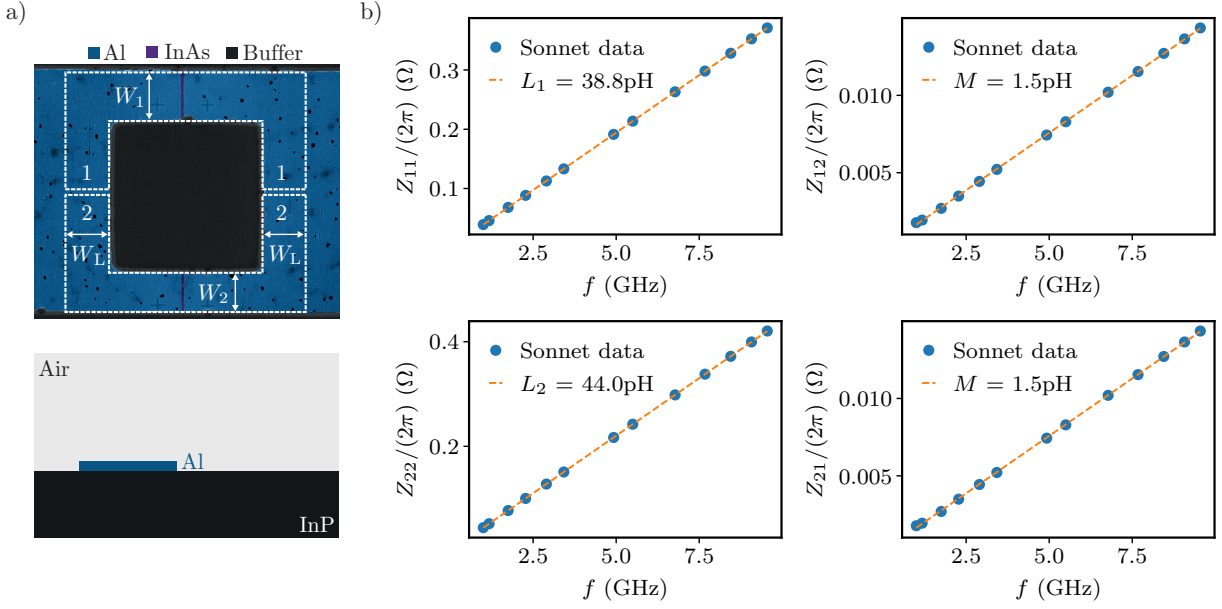 a)
Al InAs Buffer
W1
1 1
2 2
WL WL
W2
Air
Al
InP
b)
Z11/(2π) (Ω)
0.3
0.2
0.1
Sonnet data
L1 = 38.8pH
2.5 5.0 7.5
f (GHz)
Z12/(2π) (Ω)
0.010
0.005
Sonnet data
M = 1.5pH
2.5 5.0 7.5
f (GHz)
Z22/(2π) (Ω)
0.4
0.2
Sonnet data
L2 = 44.0pH
2.5 5.0 7.5
f (GHz)
Z21/(2π) (Ω)
0.010
0.005
Sonnet data
M = 1.5pH
2.5 5.0 7.5
f (GHz)